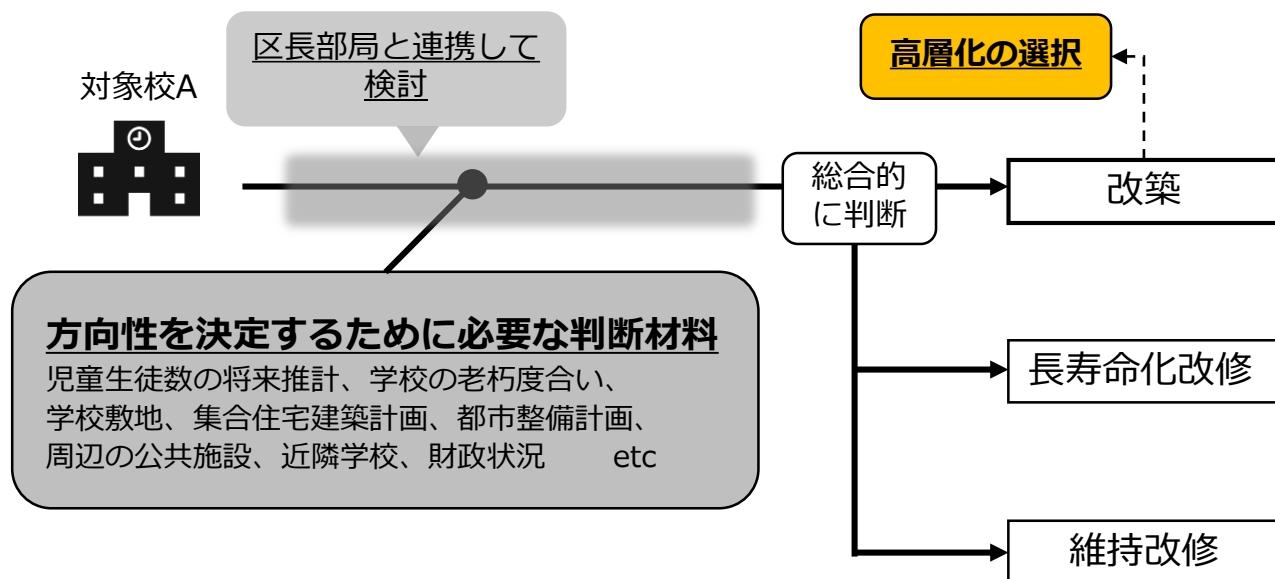 区長部局と連携して
検討
高層化の選択
対象校A
総合的
に判断
改築
方向性を決定するために必要な判断材料
児童生徒数の将来推計、学校の老朽度合い、
学校敷地、集合住宅建築計画、都市整備計画、
周辺の公共施設、近隣学校、財政状況　　etc
長寿命化改修
維持改修